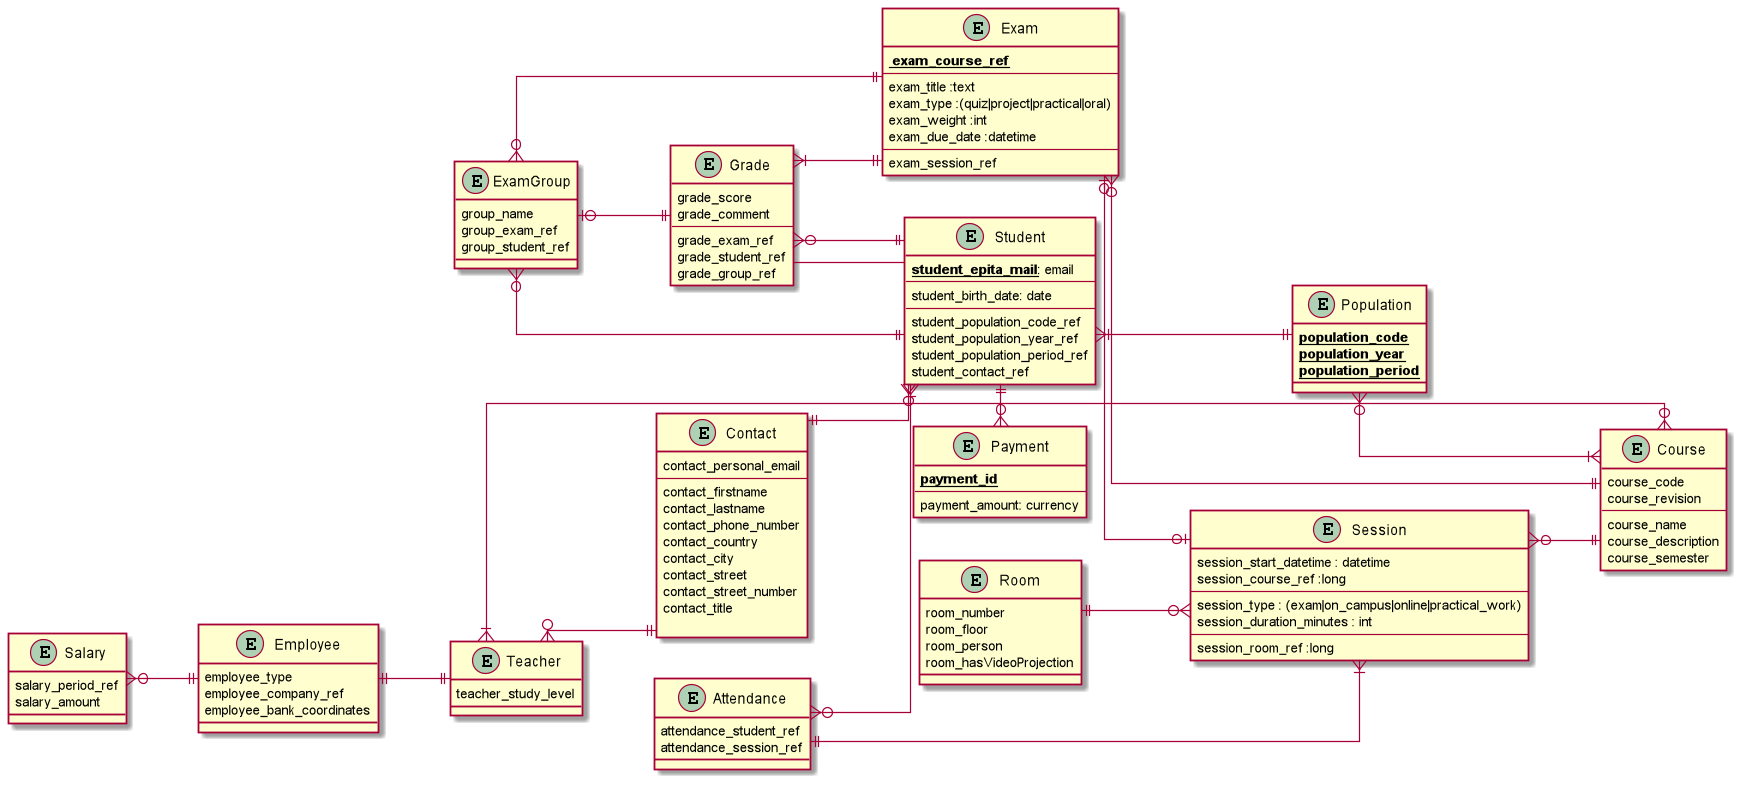 E Exam
exam_course_ref
exam_title :text
exam_type :(quiz|project|practical|oral)
exam_weight :int
exam_due_date :datetime
exam_session_ref
E ExamGroup
group_name
group_exam_ref
group_student_ref
E Grade
grade_score
grade_comment
grade_exam_ref
grade_student_ref
grade_group_ref
E Student
student_epita_mail: email
student_birth_date: date
student_population_code_ref
student_population_year_ref
student_population_period_ref
student_contact_ref
E Population
population_code
population_year
population_period
E Contact
contact_personal_email
contact_firstname
contact_lastname
contact_phone_number
contact_country
contact_city
contact_street
contact_street_number
contact_title
E Payment
payment_id
payment_amount: currency
E Course
course_code
course_revision
course_name
course_description
course_semester
E Session
session_start_datetime : datetime
session_course_ref :long
session_type : (exam|on_campus|online|practical_work)
session_duration_minutes : int
session_room_ref :long
E Room
room_number
room_floor
room_person
room_hasVideoProjection
E Salary
salary_period_ref
salary_amount
E Employee
employee_type
employee_company_ref
employee_bank_coordinates
E Teacher
teacher_study_level
E Attendance
attendance_student_ref
attendance_session_ref